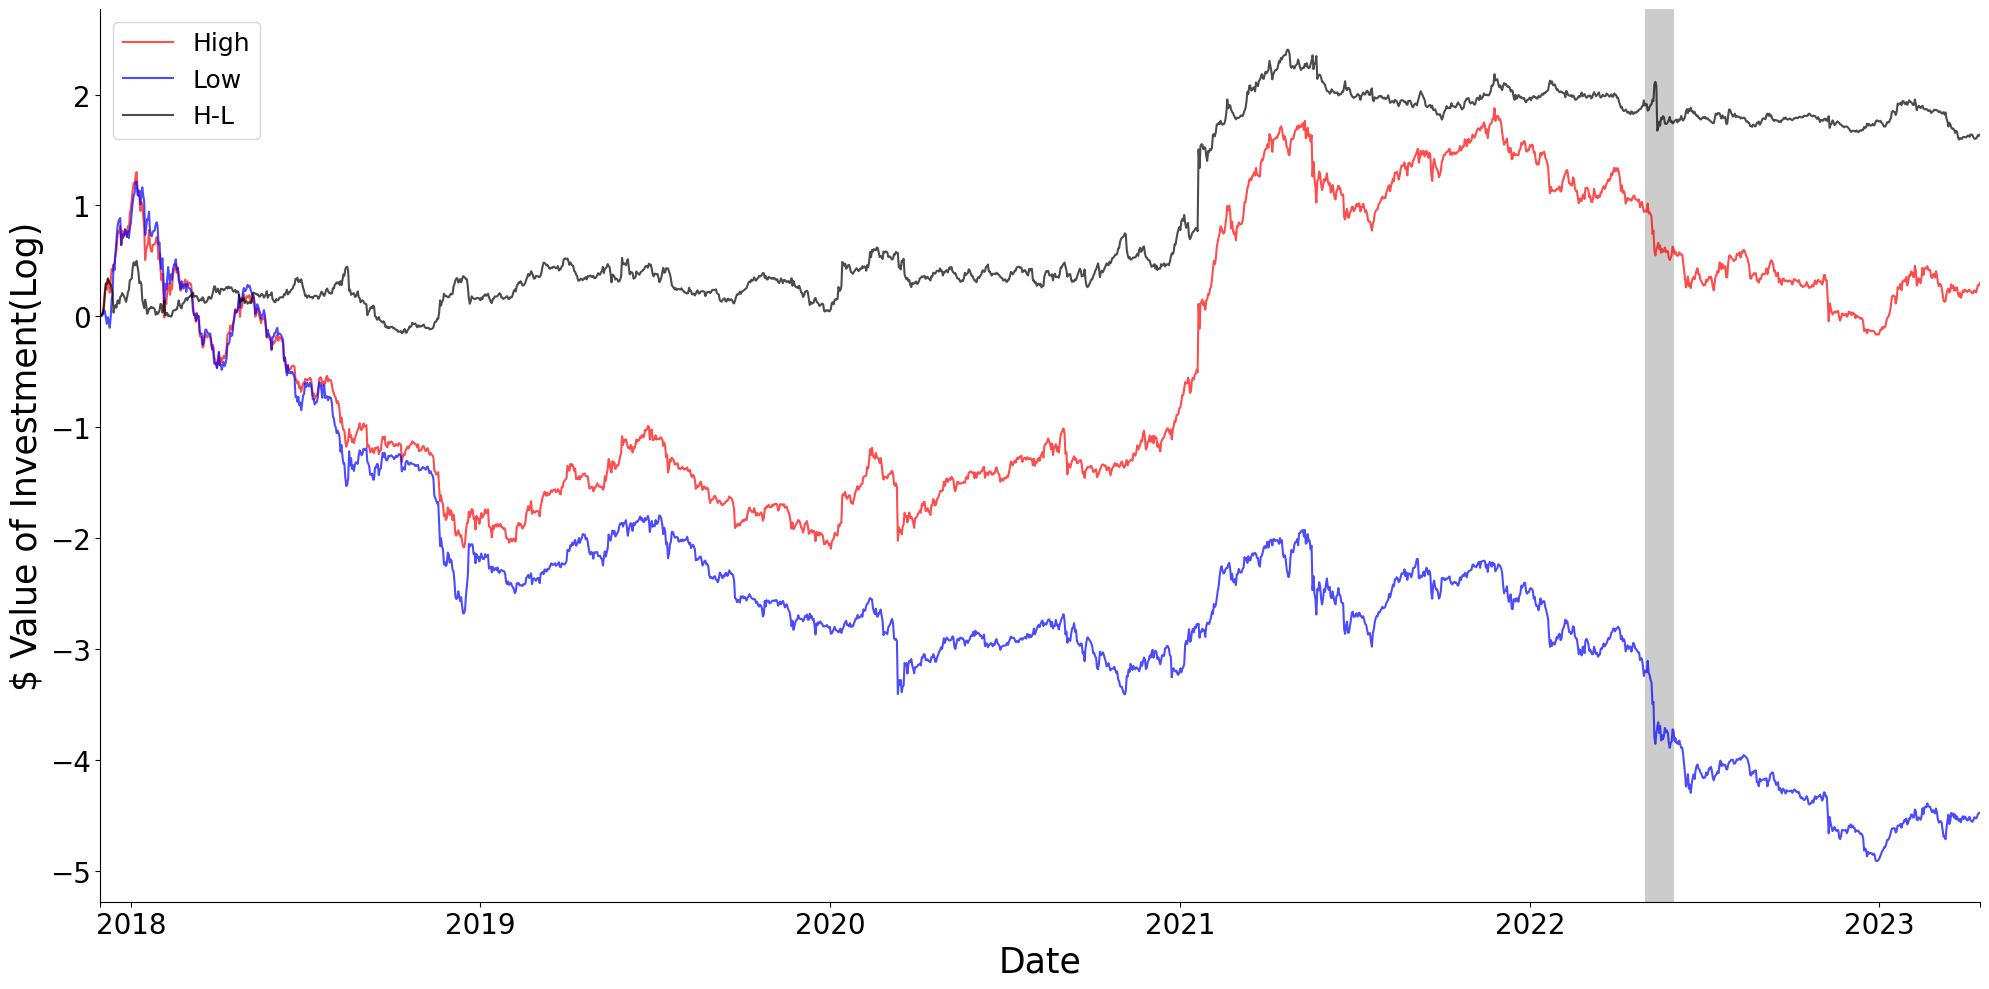 High
Low
H-L
2
1
0
−1
−2
−3
−4
−5
$ Value of Investment(Log)
2018 2019 2020 2021 2022 2023
Date